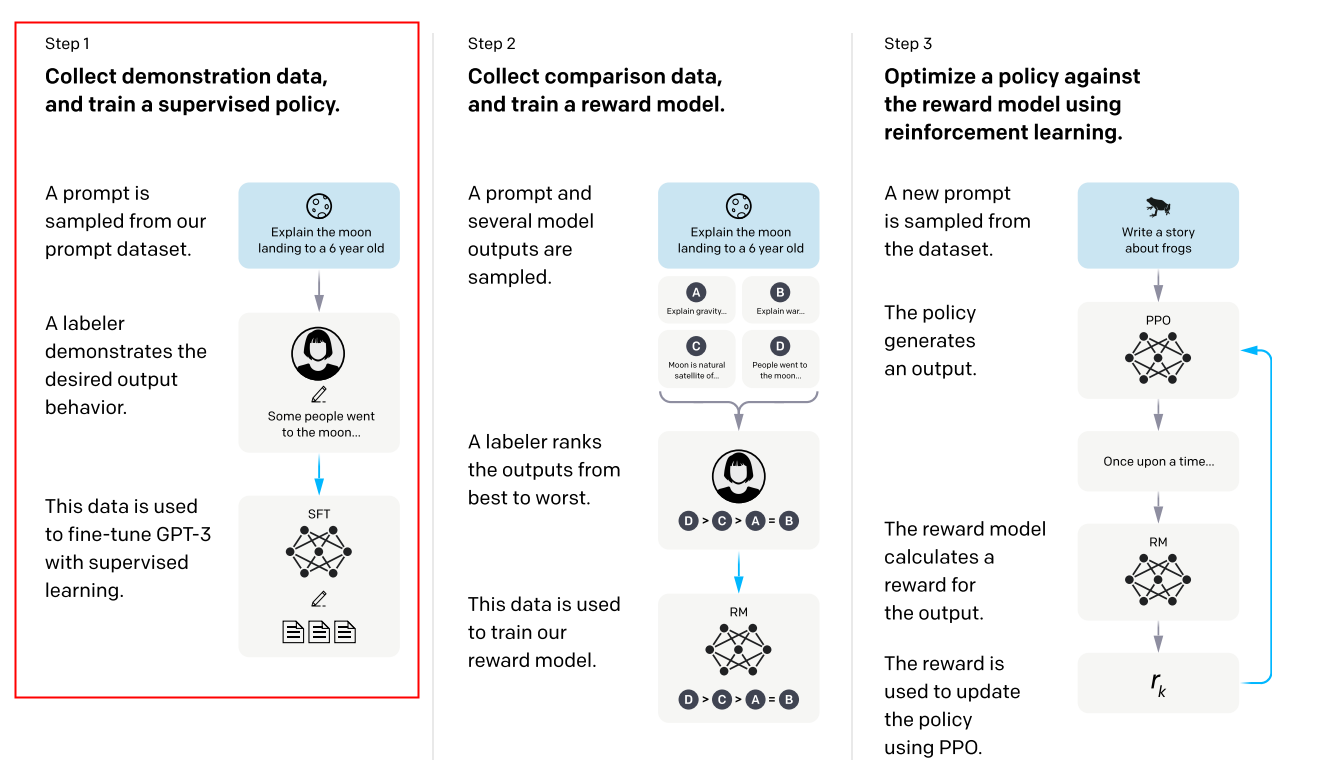 Step 1
Collect demonstration data,
and train a supervised policy.
A prompt is
sampled from our
prompt dataset.
Explain the moon
landing to a 6 year old
A labeler
demonstrates the
desired output
behavior.
Some people went
to the moon...
This data is used
to fine-tune GPT-3
with supervised
learning.
SFT
Step 2
Collect comparison data,
and train a reward model.
A prompt and
several model
outputs are
sampled.
Explain the moon
landing to a 6 year old
A
Explain gravity...
B
Explain war...
C
Moon is natural
satellite of...
D
People went to
the moon...
A labeler ranks
the outputs from
best to worst.
D > C > A = B
This data is used
to train our
reward model.
RM
D > C > A = B
Step 3
Optimize a policy against
the reward model using
reinforcement learning.
A new prompt
is sampled from
the dataset.
Write a story
about frogs
The policy
generates
an output.
PPO
Once upon a time...
The reward model
calculates a
reward for
the output.
RM
The reward is
used to update
the policy
using PPO.
rₖ